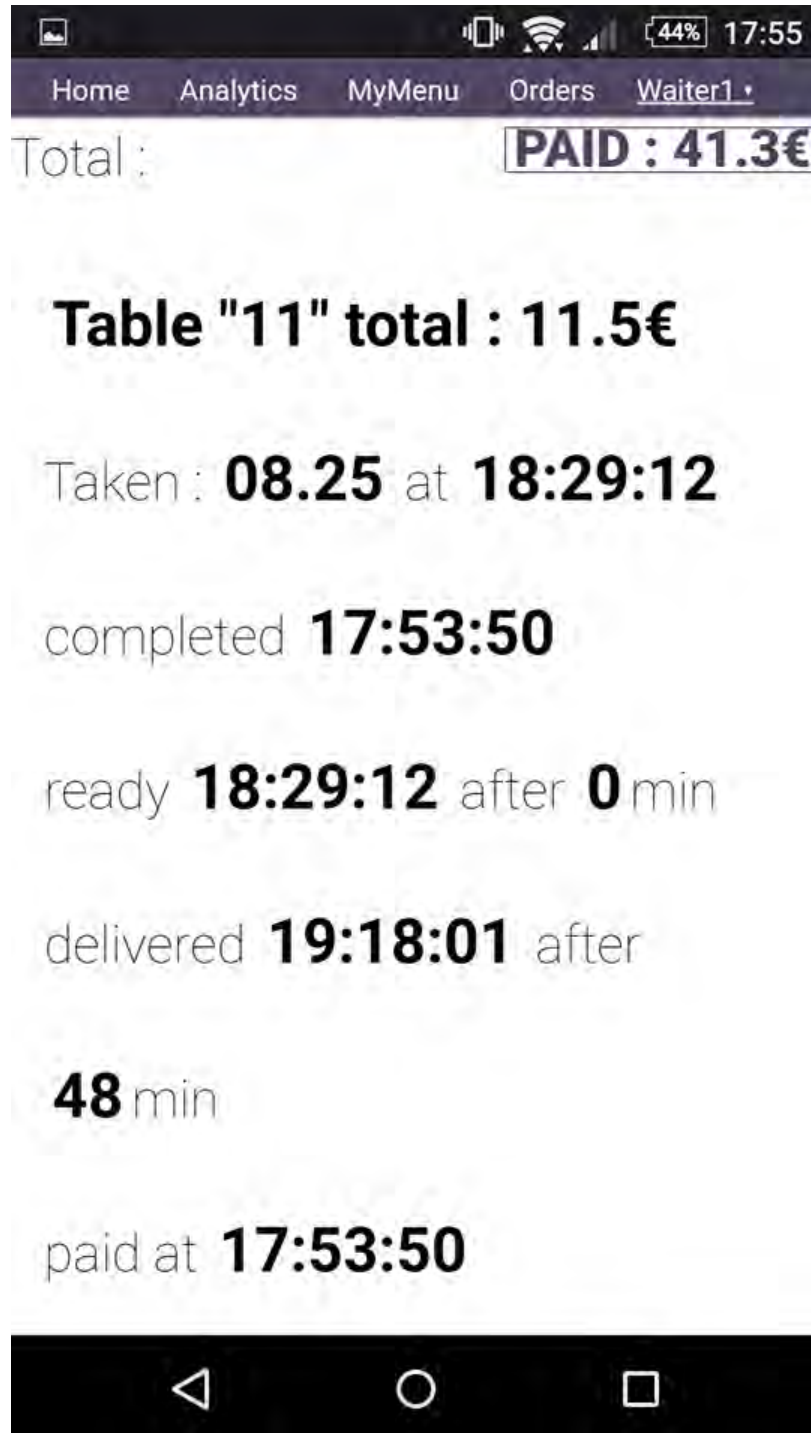 44% 17:55
Home Analytics MyMenu Orders Waiter1
Total : PAID : 41.3€
Table "11" total : 11.5€
Taken : 08.25 at 18:29:12
completed 17:53:50
ready 18:29:12 after 0 min
delivered 19:18:01 after
48 min
paid at 17:53:50